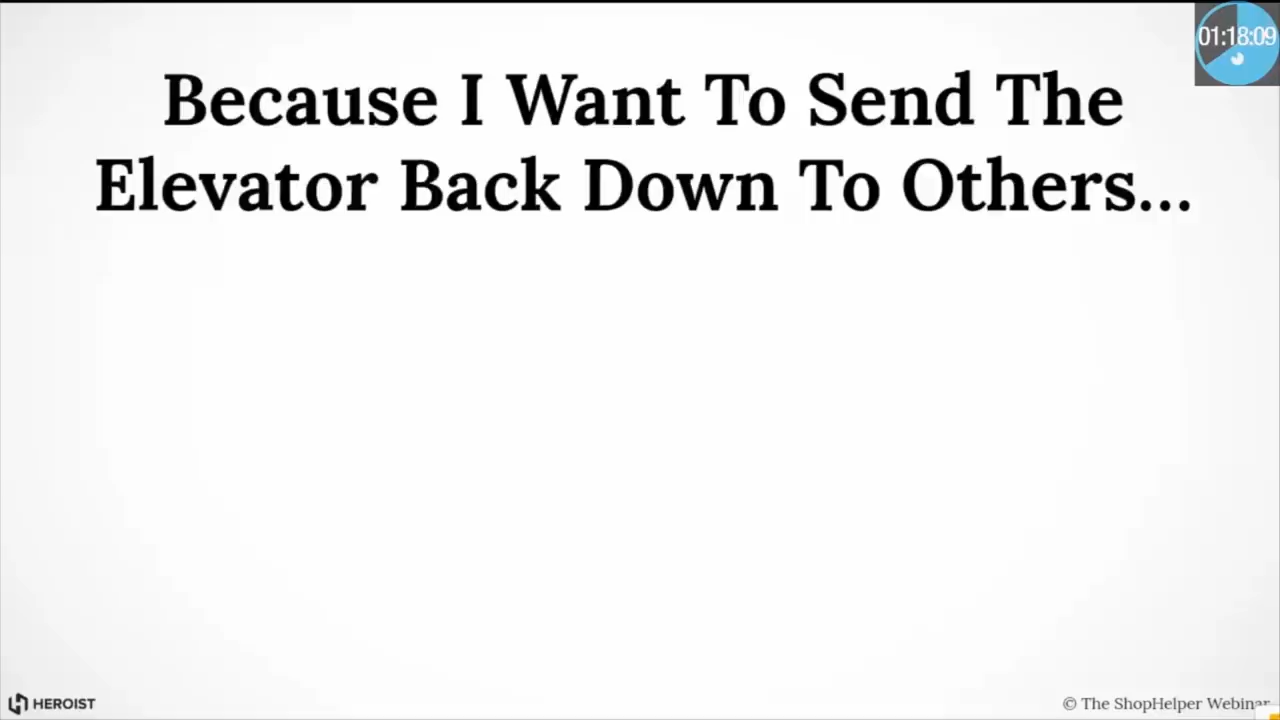 01:18:09
Because I Want To Send The
Elevator Back Down To Others...
HEROIST
© The ShopHelper Webinar